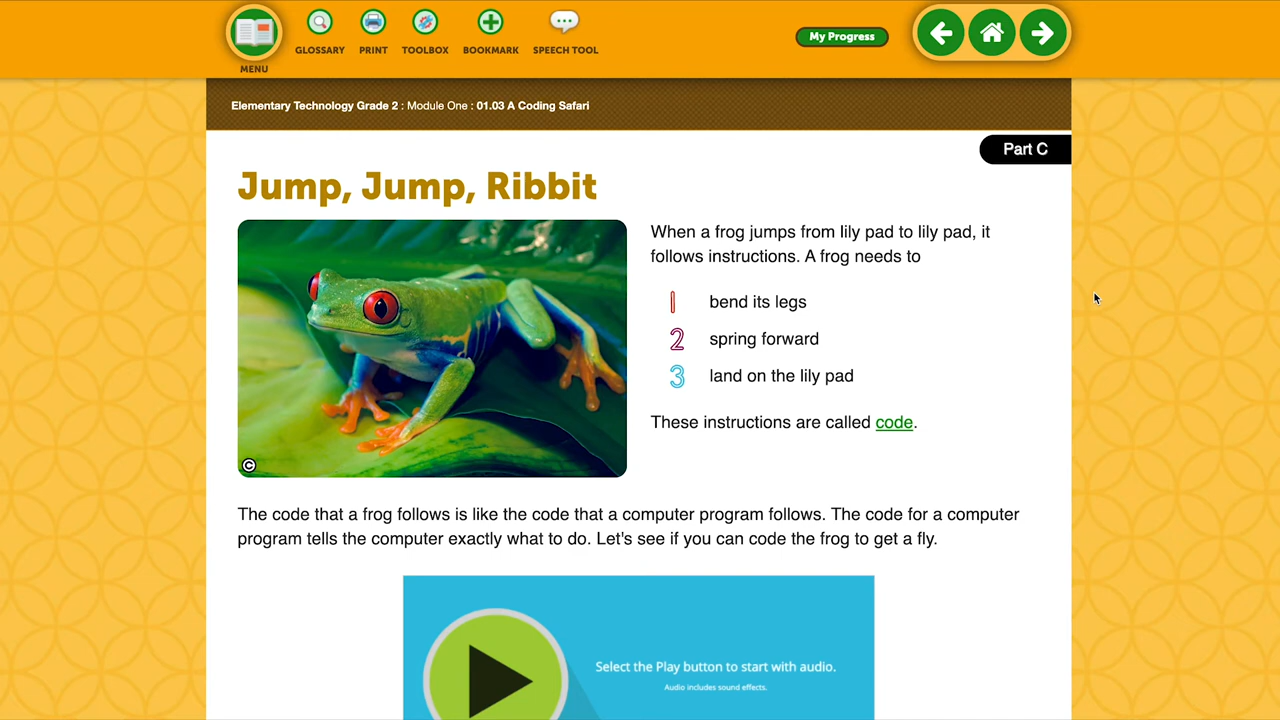 MENU
GLOSSARY
PRINT
TOOLBOX
BOOKMARK
SPEECH TOOL
My Progress
Elementary Technology Grade 2 : Module One : 01.03 A Coding Safari
Part C
Jump, Jump, Ribbit
©
When a frog jumps from lily pad to lily pad, it
follows instructions. A frog needs to
1 bend its legs
2 spring forward
3 land on the lily pad
These instructions are called code.
The code that a frog follows is like the code that a computer program follows. The code for a computer
program tells the computer exactly what to do. Let's see if you can code the frog to get a fly.
Select the Play button to start with audio.
Audio includes sound effects.